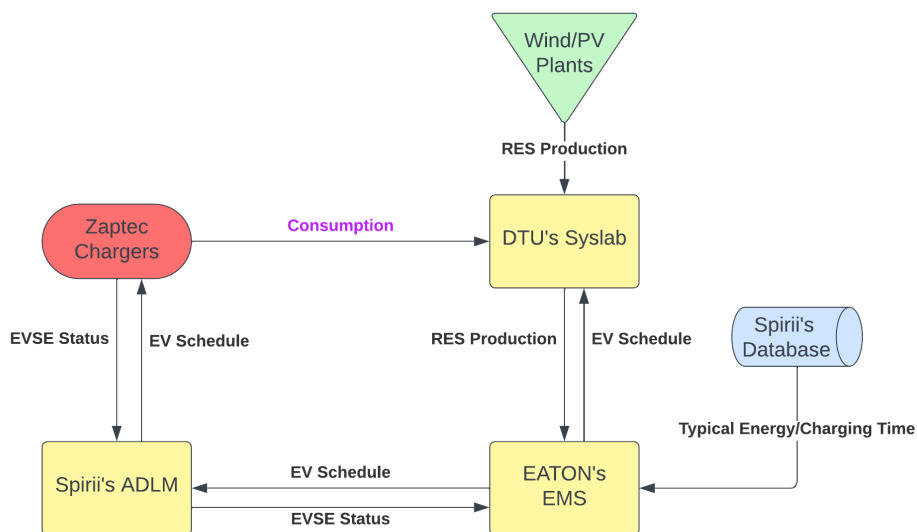 Wind/PV
Plants
RES Production
Zaptec
Chargers
Consumption
DTU's Syslab
EVSE Status
EV Schedule
RES Production
EV Schedule
Spirii's
Database
Typical Energy/Charging Time
Spirii's ADLM
EV Schedule
EVSE Status
EATON's
EMS